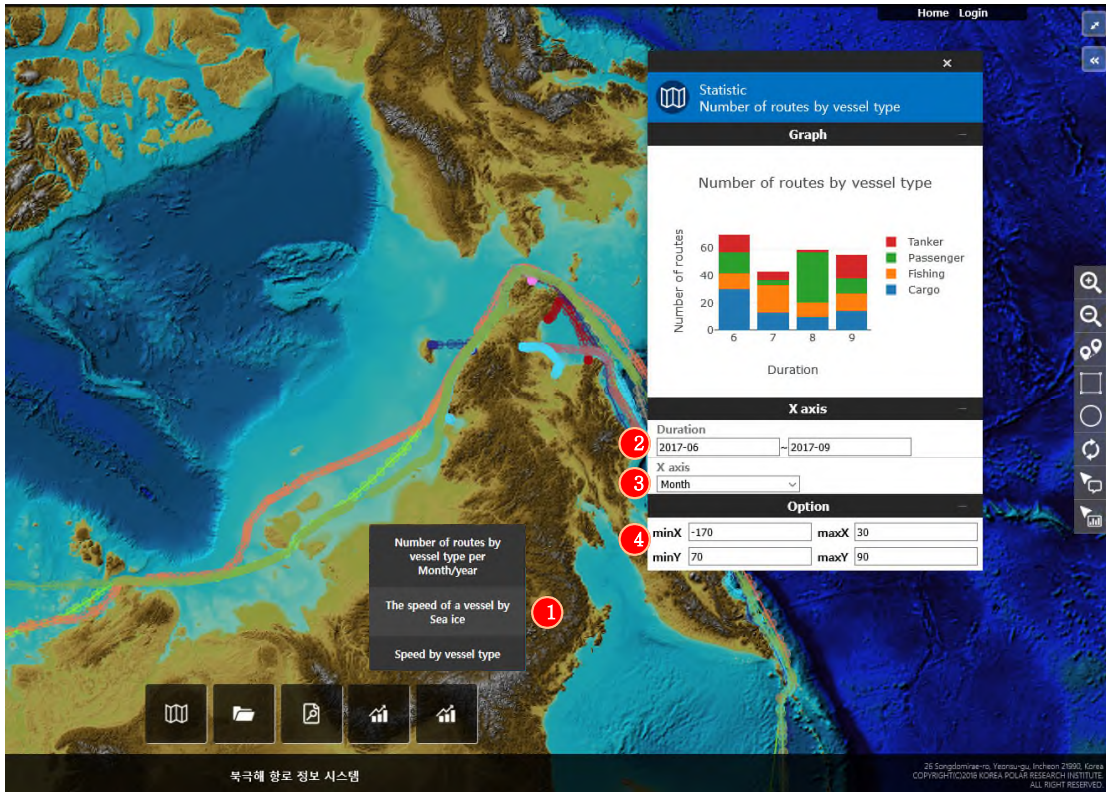 Home Login
Statistic
Number of routes by vessel type
Graph
Number of routes by vessel type
Number of routes
60
40
20
0
6 7 8 9
Duration
Tanker
Passenger
Fishing
Cargo
X axis
Duration
2 2017-06 ~ 2017-09
X axis
3 Month
Option
4 minX -170 maxX 30
minY 70 maxY 90
Number of routes by
vessel type per
Month/year
The speed of a vessel by
Sea ice
1
Speed by vessel type
북극해 항로 정보 시스템
26 Songdomirae-ro, Yeonsu-gu, Incheon 21990, Korea
COPYRIGHT(C)2018 KOREA POLAR RESEARCH INSTITUTE.
ALL RIGHT RESERVED.